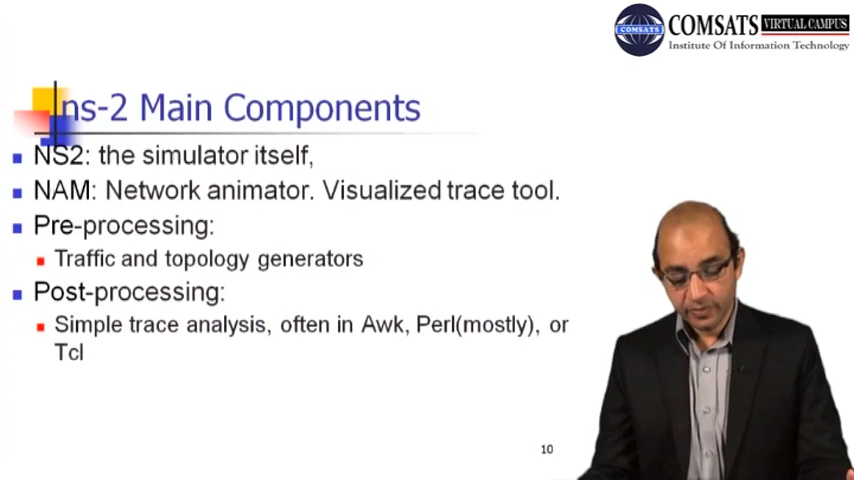 COMSATS
COMSATS VIRTUAL CAMPUS
Institute Of Information Technology
ns-2 Main Components
NS2: the simulator itself,
NAM: Network animator. Visualized trace tool.
Pre-processing:
Traffic and topology generators
Post-processing:
Simple trace analysis, often in Awk, Perl(mostly), or
Tcl
10